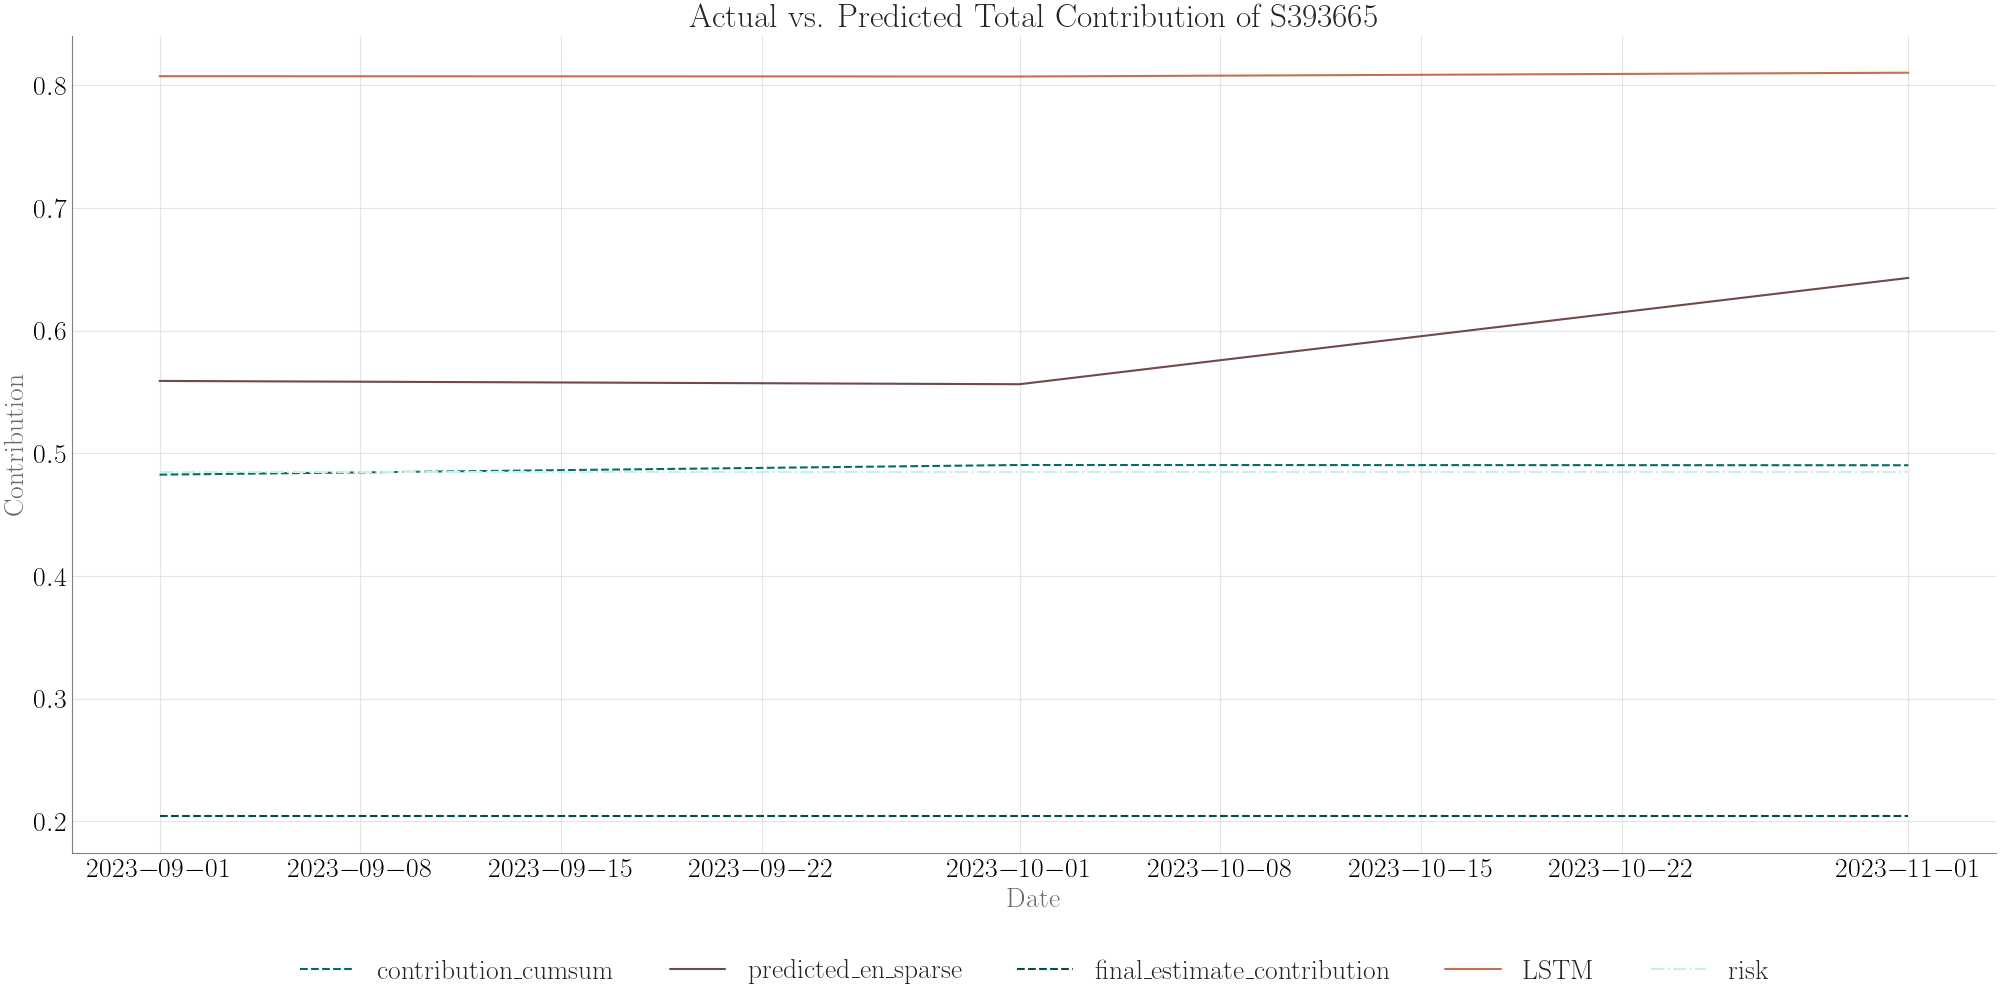 Actual vs. Predicted Total Contribution of S393665
0.8
0.7
0.6
0.5
0.4
0.3
0.2
Contribution
2023−09−01 2023−09−08 2023−09−15 2023−09−22 2023−10−01 2023−10−08 2023−10−15 2023−10−22 2023−11−01
Date
contribution_cumsum predicted_en_sparse final_estimate_contribution LSTM risk